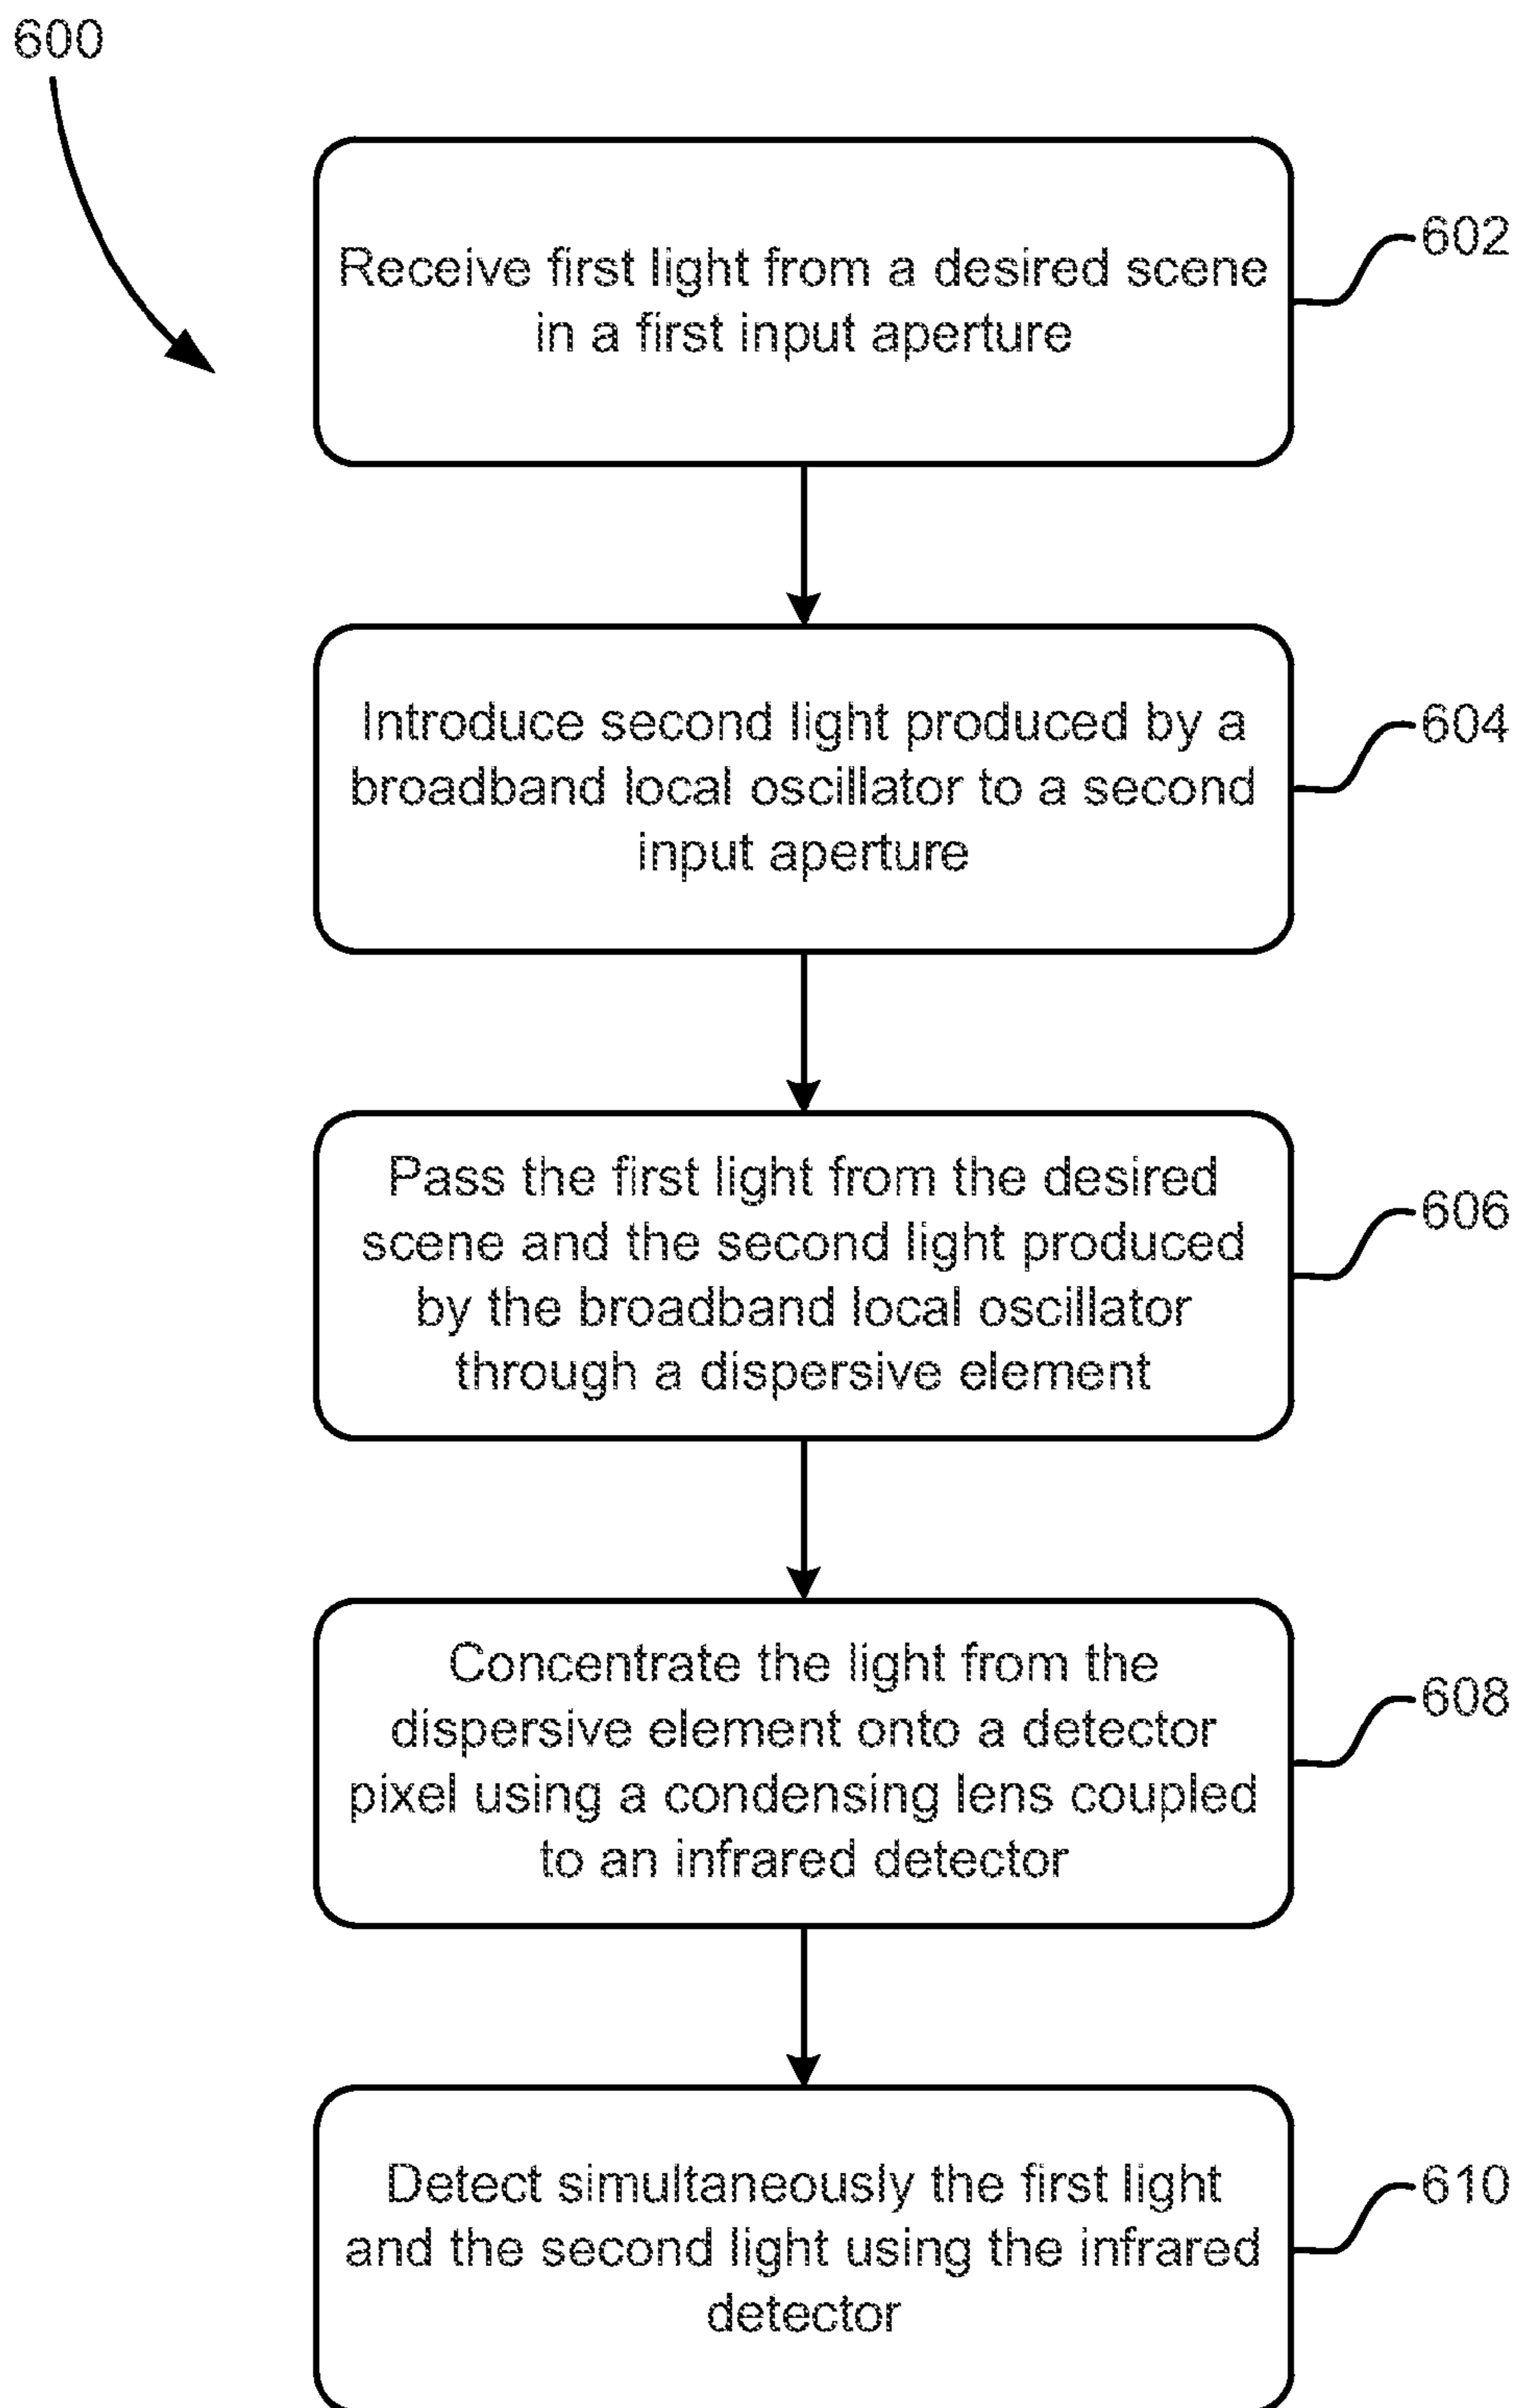 600
Receive first light from a desired scene
in a first input aperture
602
Introduce second light produced by a
broadband local oscillator to a second
input aperture
604
Pass the first light from the desired
scene and the second light produced
by the broadband local oscillator
through a dispersive element
606
Concentrate the light from the
dispersive element onto a detector
pixel using a condensing lens coupled
to an infrared detector
608
Detect simultaneously the first light
and the second light using the infrared
detector
610